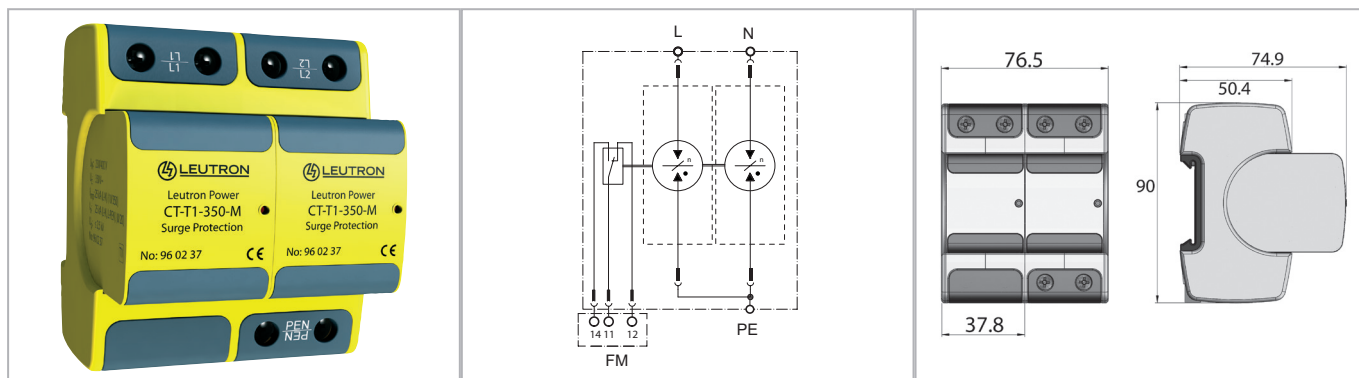 L1
L1
L2
L2
LEUTRON
Leutron Power
CT-T1-350-M
Surge Protection
No: 96 02 37
CE
LEUTRON
Leutron Power
CT-T1-350-M
Surge Protection
No: 96 02 37
CE
PEN
PEN
L
N
n
n
14
11
12
FM
PE
76.5
37.8
74.9
50.4
90